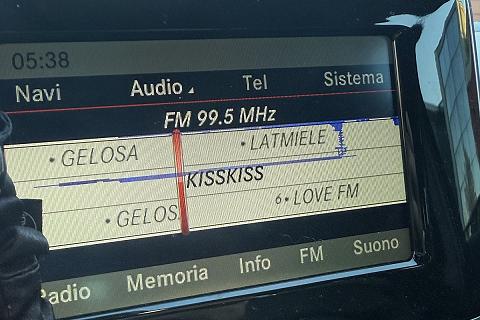 05:38
Navi Audio Tel Sistema
FM 99.5 MHz
• GELOSA • LATMIELE
KISSKISS
• GELOS 6• LOVE FM
Radio Memoria Info FM Suono